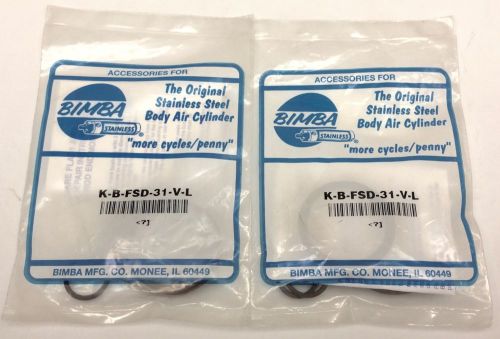 ACCESSORIES FOR
BIMBA
STAINLESS
®
The Original
Stainless Steel
Body Air Cylinder
"more cycles/penny"
K-B-FSD-31-V-L
<7]
BIMBA MFG. CO. MONEE, IL 60449
ACCESSORIES FOR
BIMBA
STAINLESS
®
The Original
Stainless Steel
Body Air Cylinder
"more cycles/penny"
K-B-FSD-31-V-L
<7]
BIMBA MFG. CO. MONEE, IL 60449